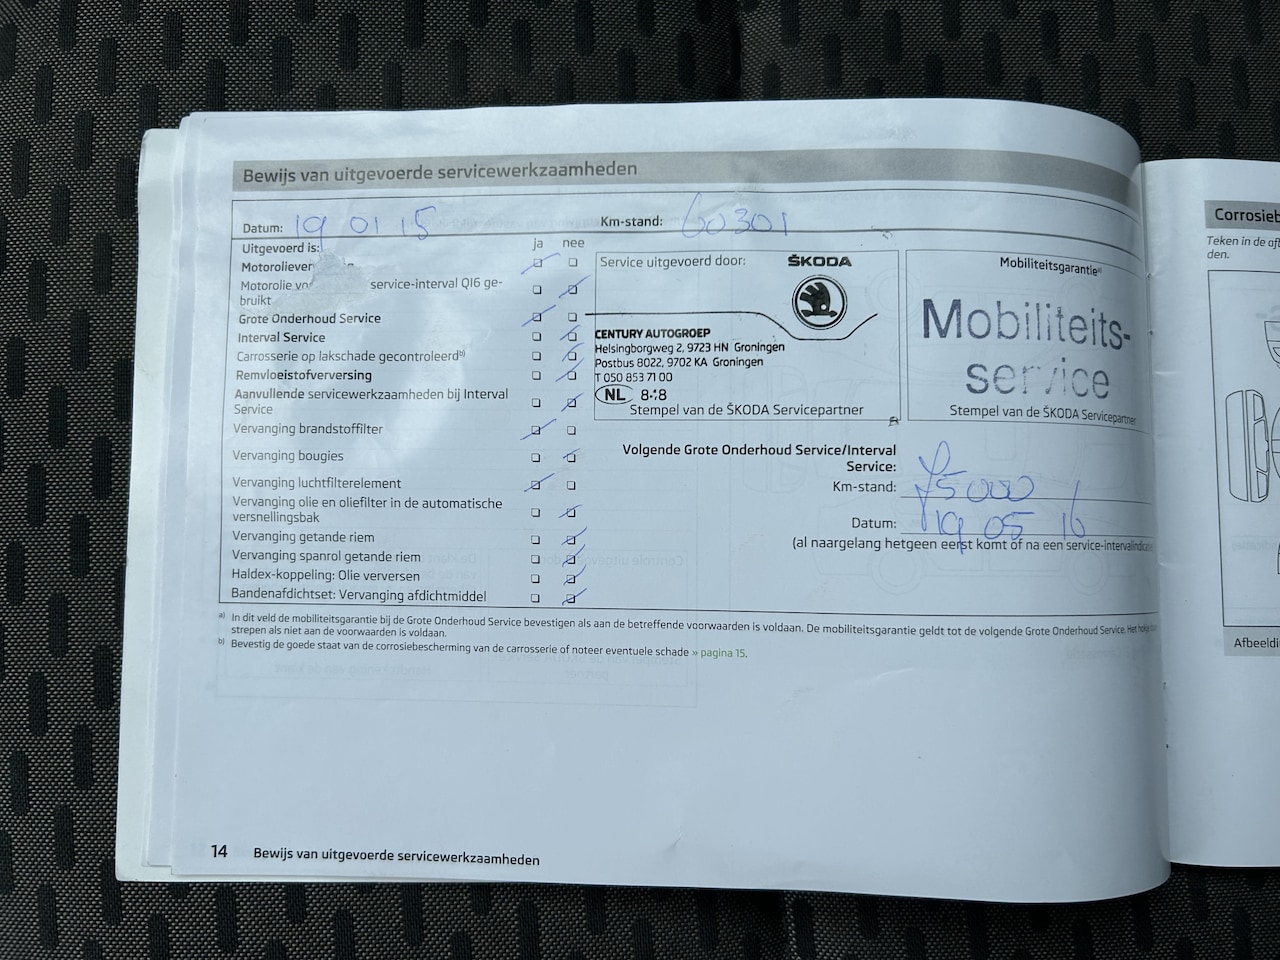 Bewijs van uitgevoerde servicewerkzaamheden
Datum: 19 01 15
Km-stand: 60301
Uitgevoerd is:
ja nee
Motorolie
Motorolie service-interval QI6 ge-
bruikt
Grote Onderhoud Service
Interval Service
Carrosserie op lakschade gecontroleerd b)
Remvloeistofverversing
Aanvullende servicewerkzaamheden bij Interval
Service
Vervanging brandstoffilter
Vervanging bougies
Vervanging luchtfilterelement
Vervanging olie en oliefilter in de automatische
versnellingsbak
Vervanging getande riem
Vervanging spanrol getande riem
Haldex-koppeling: Olie verversen
Bandenafdichtset: Vervanging afdichtmiddel
Service uitgevoerd door:
ŠKODA
CENTURY AUTOGROEP
Helsingborgweg 2, 9723 HN Groningen
Postbus 8022, 9702 KA Groningen
T 050 853 71 00
NL
Stempel van de ŠKODA Servicepartner
Mobiliteitsgarantie a)
Mobiliteits-
service
Stempel van de ŠKODA Servicepartner
Volgende Grote Onderhoud Service/Interval
Service:
Km-stand: 75000
Datum: 19 05 16
(al naargelang hetgeen eerst komt of na een service-intervalindica
a) In dit veld de mobiliteitsgarantie bij de Grote Onderhoud Service bevestigen als aan de betreffende voorwaarden is voldaan. De mobiliteitsgarantie geldt tot de volgende Grote Onderhoud Service. Het
strepen als niet aan de voorwaarden is voldaan.
b) Bevestig de goede staat van de corrosiebescherming van de carrosserie of noteer eventuele schade » pagina 15.
14 Bewijs van uitgevoerde servicewerkzaamheden
Corrosieb
Teken in de afb
den.
Afbeeldi